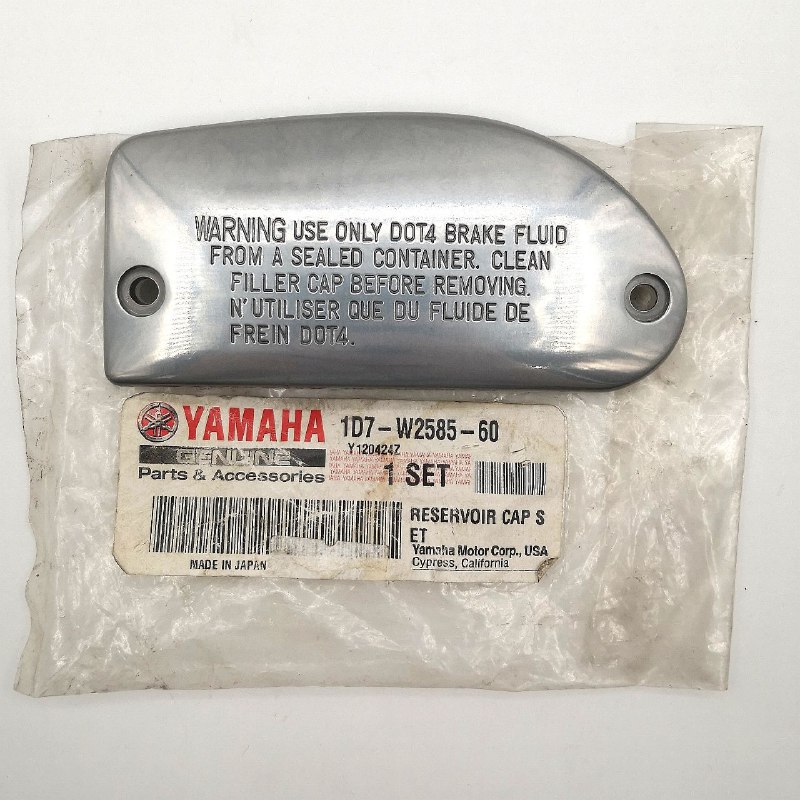 WARNING USE ONLY DOT4 BRAKE FLUID
FROM A SEALED CONTAINER. CLEAN
FILLER CAP BEFORE REMOVING.
N'UTILISER QUE DU FLUIDE DE
FREIN DOT4.
YAMAHA
1D7-W2585-60
GENUINE
Y120424Z
Parts & Accessories
1 SET
RESERVOIR CAP S
ET
Yamaha Motor Corp., USA
Cypress, California
MADE IN JAPAN